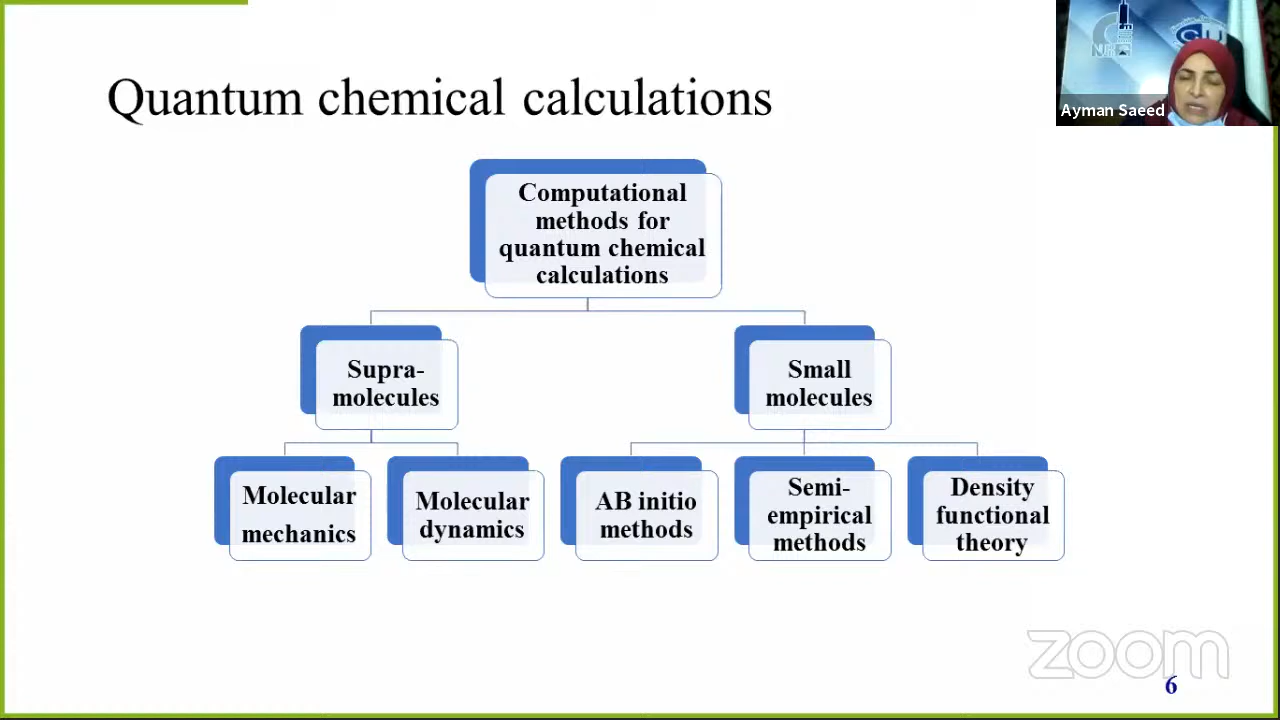 Quantum chemical calculations
Ayman Saeed
Computational
methods for
quantum chemical
calculations
Supra-
molecules
Small
molecules
Molecular
mechanics
Molecular
dynamics
AB initio
methods
Semi-
empirical
methods
Density
functional
theory
zoom
6